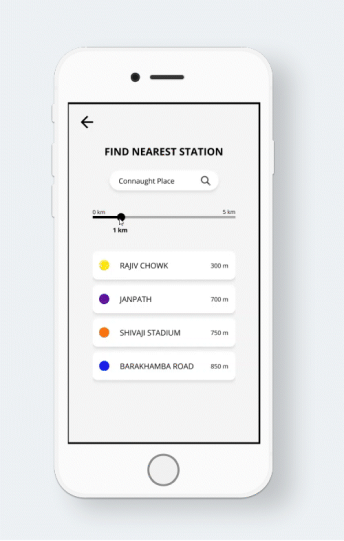 FIND NEAREST STATION
Connaught Place
0 km 5 km
1 km
RAJIV CHOWK 300 m
JANPATH 700 m
SHIVAJI STADIUM 750 m
BARAKHAMBA ROAD 850 m